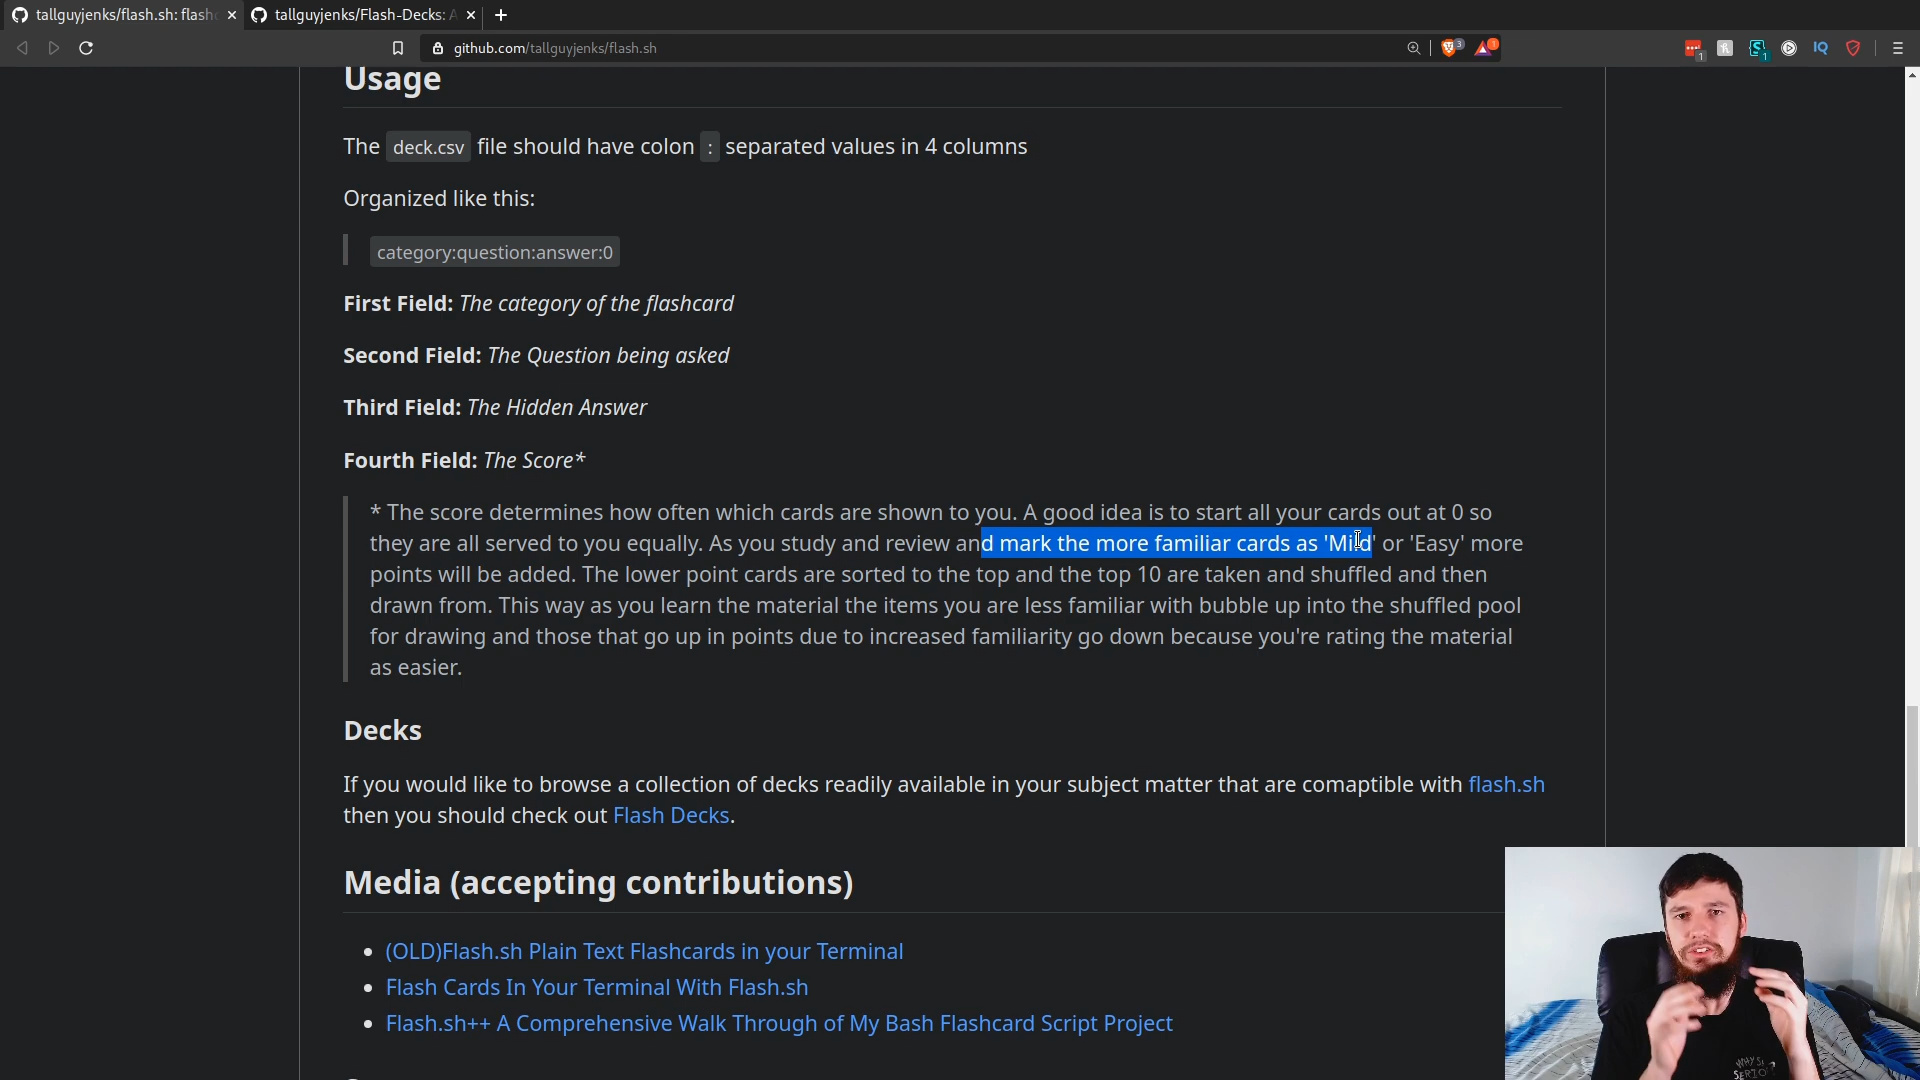 tallguyjenks/flash.sh: flash
tallguyjenks/Flash-Decks: A
github.com/tallguyjenks/flash.sh
3
1
1
1
IQ
Usage
The deck.csv file should have colon : separated values in 4 columns
Organized like this:
category:question:answer:0
First Field: The category of the flashcard
Second Field: The Question being asked
Third Field: The Hidden Answer
Fourth Field: The Score*
* The score determines how often which cards are shown to you. A good idea is to start all your cards out at 0 so
they are all served to you equally. As you study and review and mark the more familiar cards as 'Mild' or 'Easy' more
points will be added. The lower point cards are sorted to the top and the top 10 are taken and shuffled and then
drawn from. This way as you learn the material the items you are less familiar with bubble up into the shuffled pool
for drawing and those that go up in points due to increased familiarity go down because you're rating the material
as easier.
Decks
If you would like to browse a collection of decks readily available in your subject matter that are comaptible with flash.sh
then you should check out Flash Decks.
Media (accepting contributions)
(OLD)Flash.sh Plain Text Flashcards in your Terminal
Flash Cards In Your Terminal With Flash.sh
Flash.sh++ A Comprehensive Walk Through of My Bash Flashcard Script Project
WHY SO
SERIOUS?